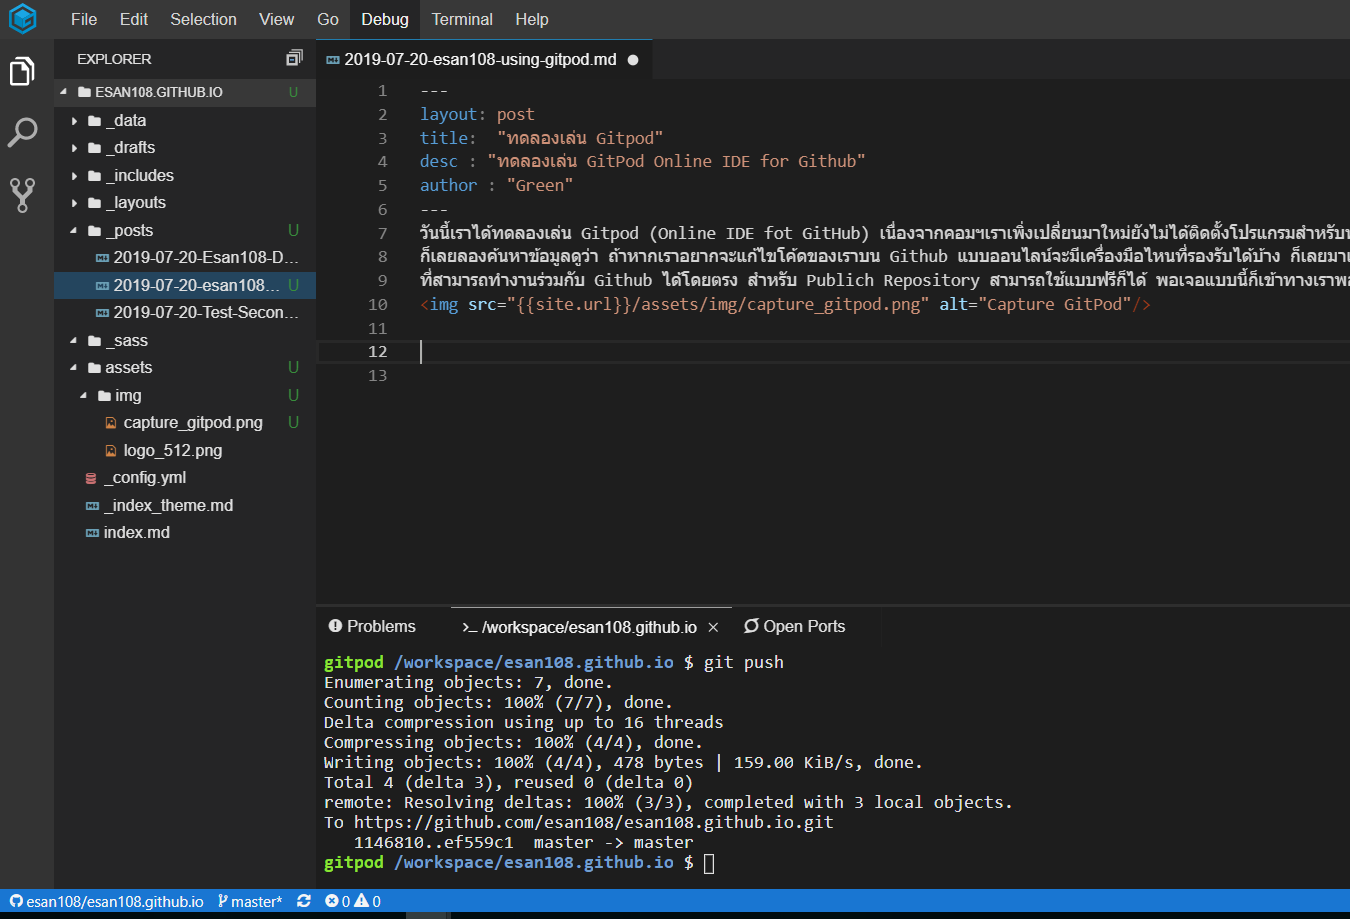 File Edit Selection View Go Debug Terminal Help
EXPLORER
ESAN108.GITHUB.IO U
_data
_drafts
_includes
_layouts
_posts U
2019-07-20-Esan108-D...
2019-07-20-esan108... U
2019-07-20-Test-Secon...
_sass
assets U
img U
capture_gitpod.png U
logo_512.png
_config.yml
_index_theme.md
index.md
2019-07-20-esan108-using-gitpod.md
1 ---
2 layout: post
3 title:  "ทดลองเล่น Gitpod"
4 desc : "ทดลองเล่น GitPod Online IDE for Github"
5 author : "Green"
6 ---
7 วันนี้เราได้ทดลองเล่น Gitpod (Online IDE fot GitHub) เนื่องจากคอมฯเราเพิ่งเปลี่ยนมาใหม่ยังไม่ได้ติดตั้งโปรแกรมสำหรับ
8 ก็เลยลองค้นหาข้อมูลดูว่า ถ้าหากเราอยากจะแก้ไขโค้ดของเราบน Github แบบออนไลน์จะมีเครื่องมือไหนที่รองรับได้บ้าง ก็เลยมา
9 ที่สามารถทำงานร่วมกับ Github ได้โดยตรง สำหรับ Publich Repository สามารถใช้แบบฟรีก็ได้ พอเจอแบบนี้ก็เข้าทางเราพ
10 <img src="{{site.url}}/assets/img/capture_gitpod.png" alt="Capture GitPod"/>
11
12
13
Problems >_ /workspace/esan108.github.io × Open Ports
gitpod /workspace/esan108.github.io $ git push
Enumerating objects: 7, done.
Counting objects: 100% (7/7), done.
Delta compression using up to 16 threads
Compressing objects: 100% (4/4), done.
Writing objects: 100% (4/4), 478 bytes | 159.00 KiB/s, done.
Total 4 (delta 3), reused 0 (delta 0)
remote: Resolving deltas: 100% (3/3), completed with 3 local objects.
To https://github.com/esan108/esan108.github.io.git
   1146810..ef559c1  master -> master
gitpod /workspace/esan108.github.io $
esan108/esan108.github.io master* 0 0